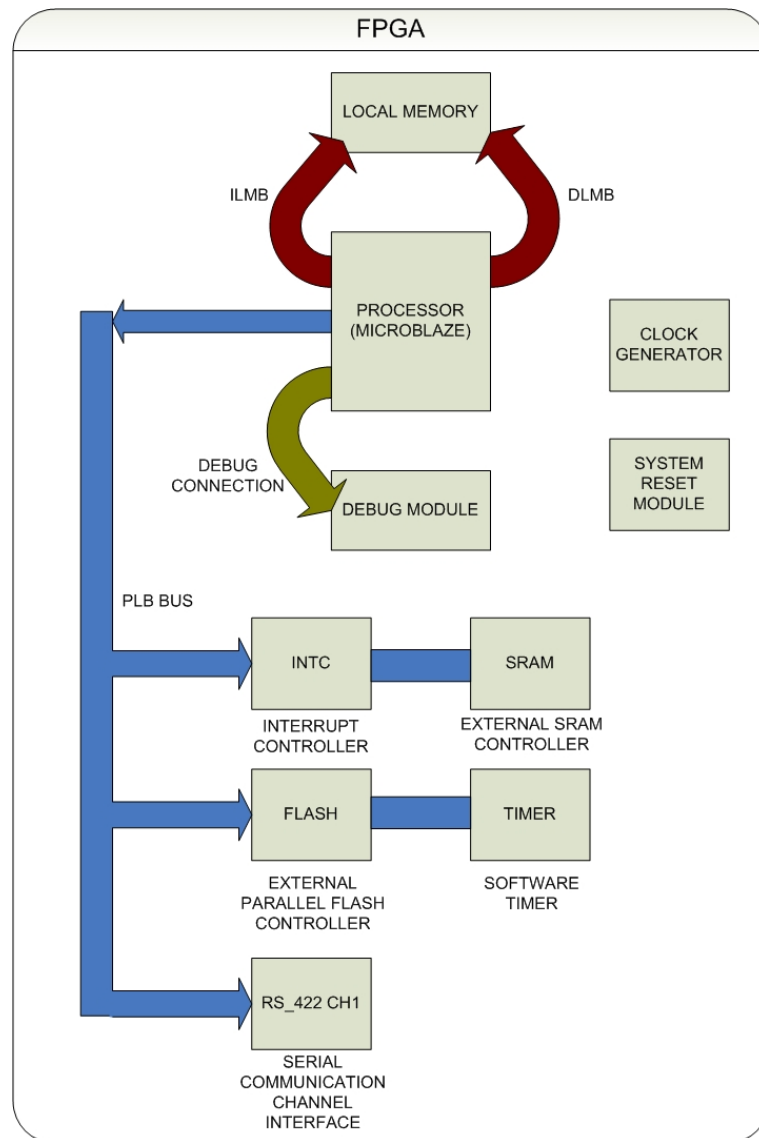 FPGA
LOCAL MEMORY
ILMB
DLMB
PROCESSOR
(MICROBLAZE)
CLOCK
GENERATOR
DEBUG
CONNECTION
DEBUG MODULE
SYSTEM
RESET
MODULE
PLB BUS
INTC
SRAM
INTERRUPT
CONTROLLER
EXTERNAL SRAM
CONTROLLER
FLASH
TIMER
EXTERNAL
PARALLEL FLASH
CONTROLLER
SOFTWARE
TIMER
RS_422 CH1
SERIAL
COMMUNICATION
CHANNEL
INTERFACE